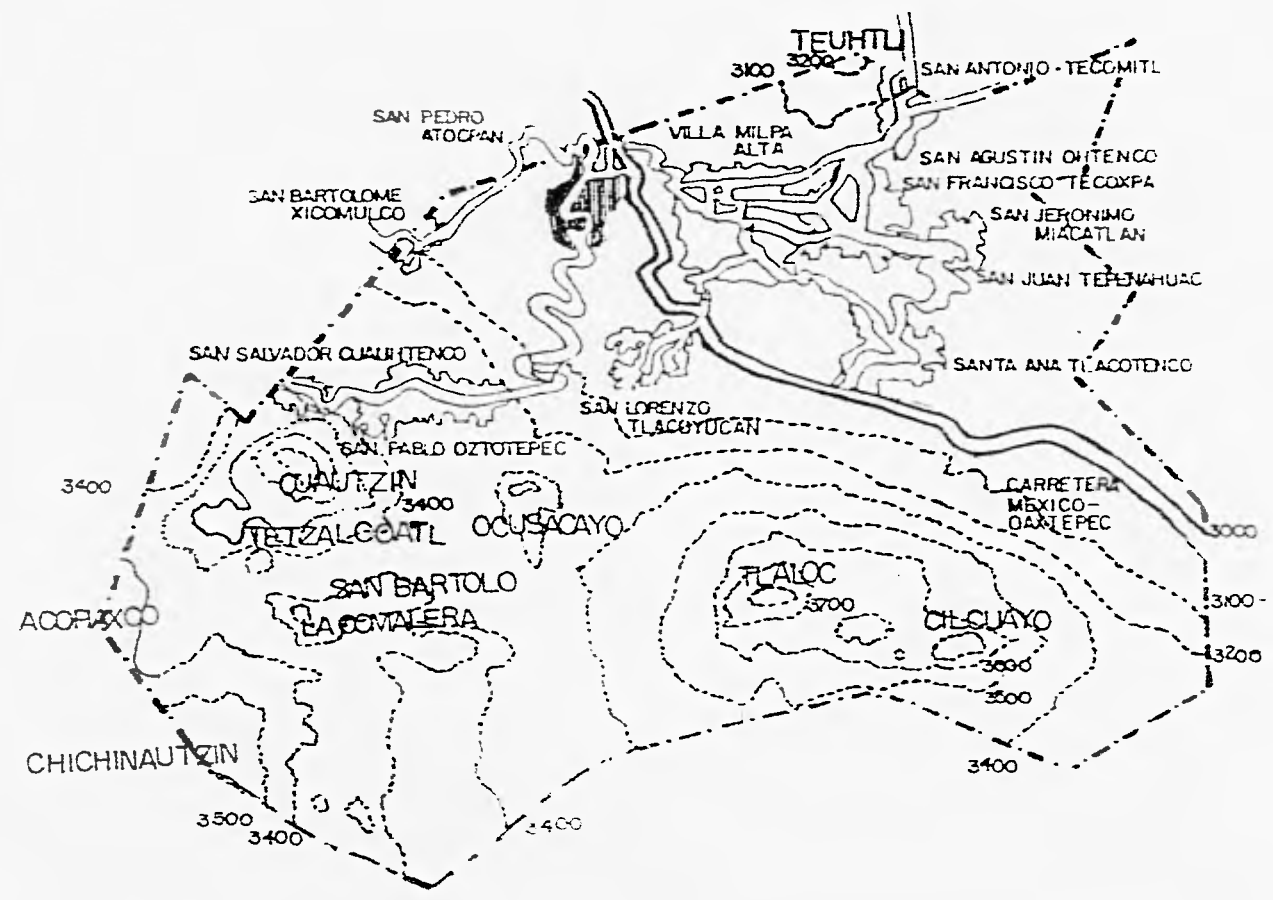 TEUHTLI
3200
3100
SAN ANTONIO - TECOMITL
SAN PEDRO
ATOCPAN
VILLA MILPA
ALTA
SAN AGUSTIN OHTENCO
SAN FRANCISCO TECOXPA
SAN BARTOLOME
XICOMULCO
SAN JERONIMO
MIACATLAN
SAN JUAN TEPENAHUAC
SAN SALVADOR CUAUHTENCO
SANTA ANA TLACOTENCO
SAN LORENZO
TLACOYUCAN
SAN PABLO OZTOTEPEC
3400
CUAUTZIN
3400
CARRETERA
MEXICO-
OAXTEPEC
TETZALCOATL
OCUSACAYO
3000
TLALOC
SAN BARTOLO
3700
3100-
ACOPIAXCO
LA COMALERA
CILCUAYO
3200
3600
3500
CHICHINAUTZIN
3400
3500
3400
3400